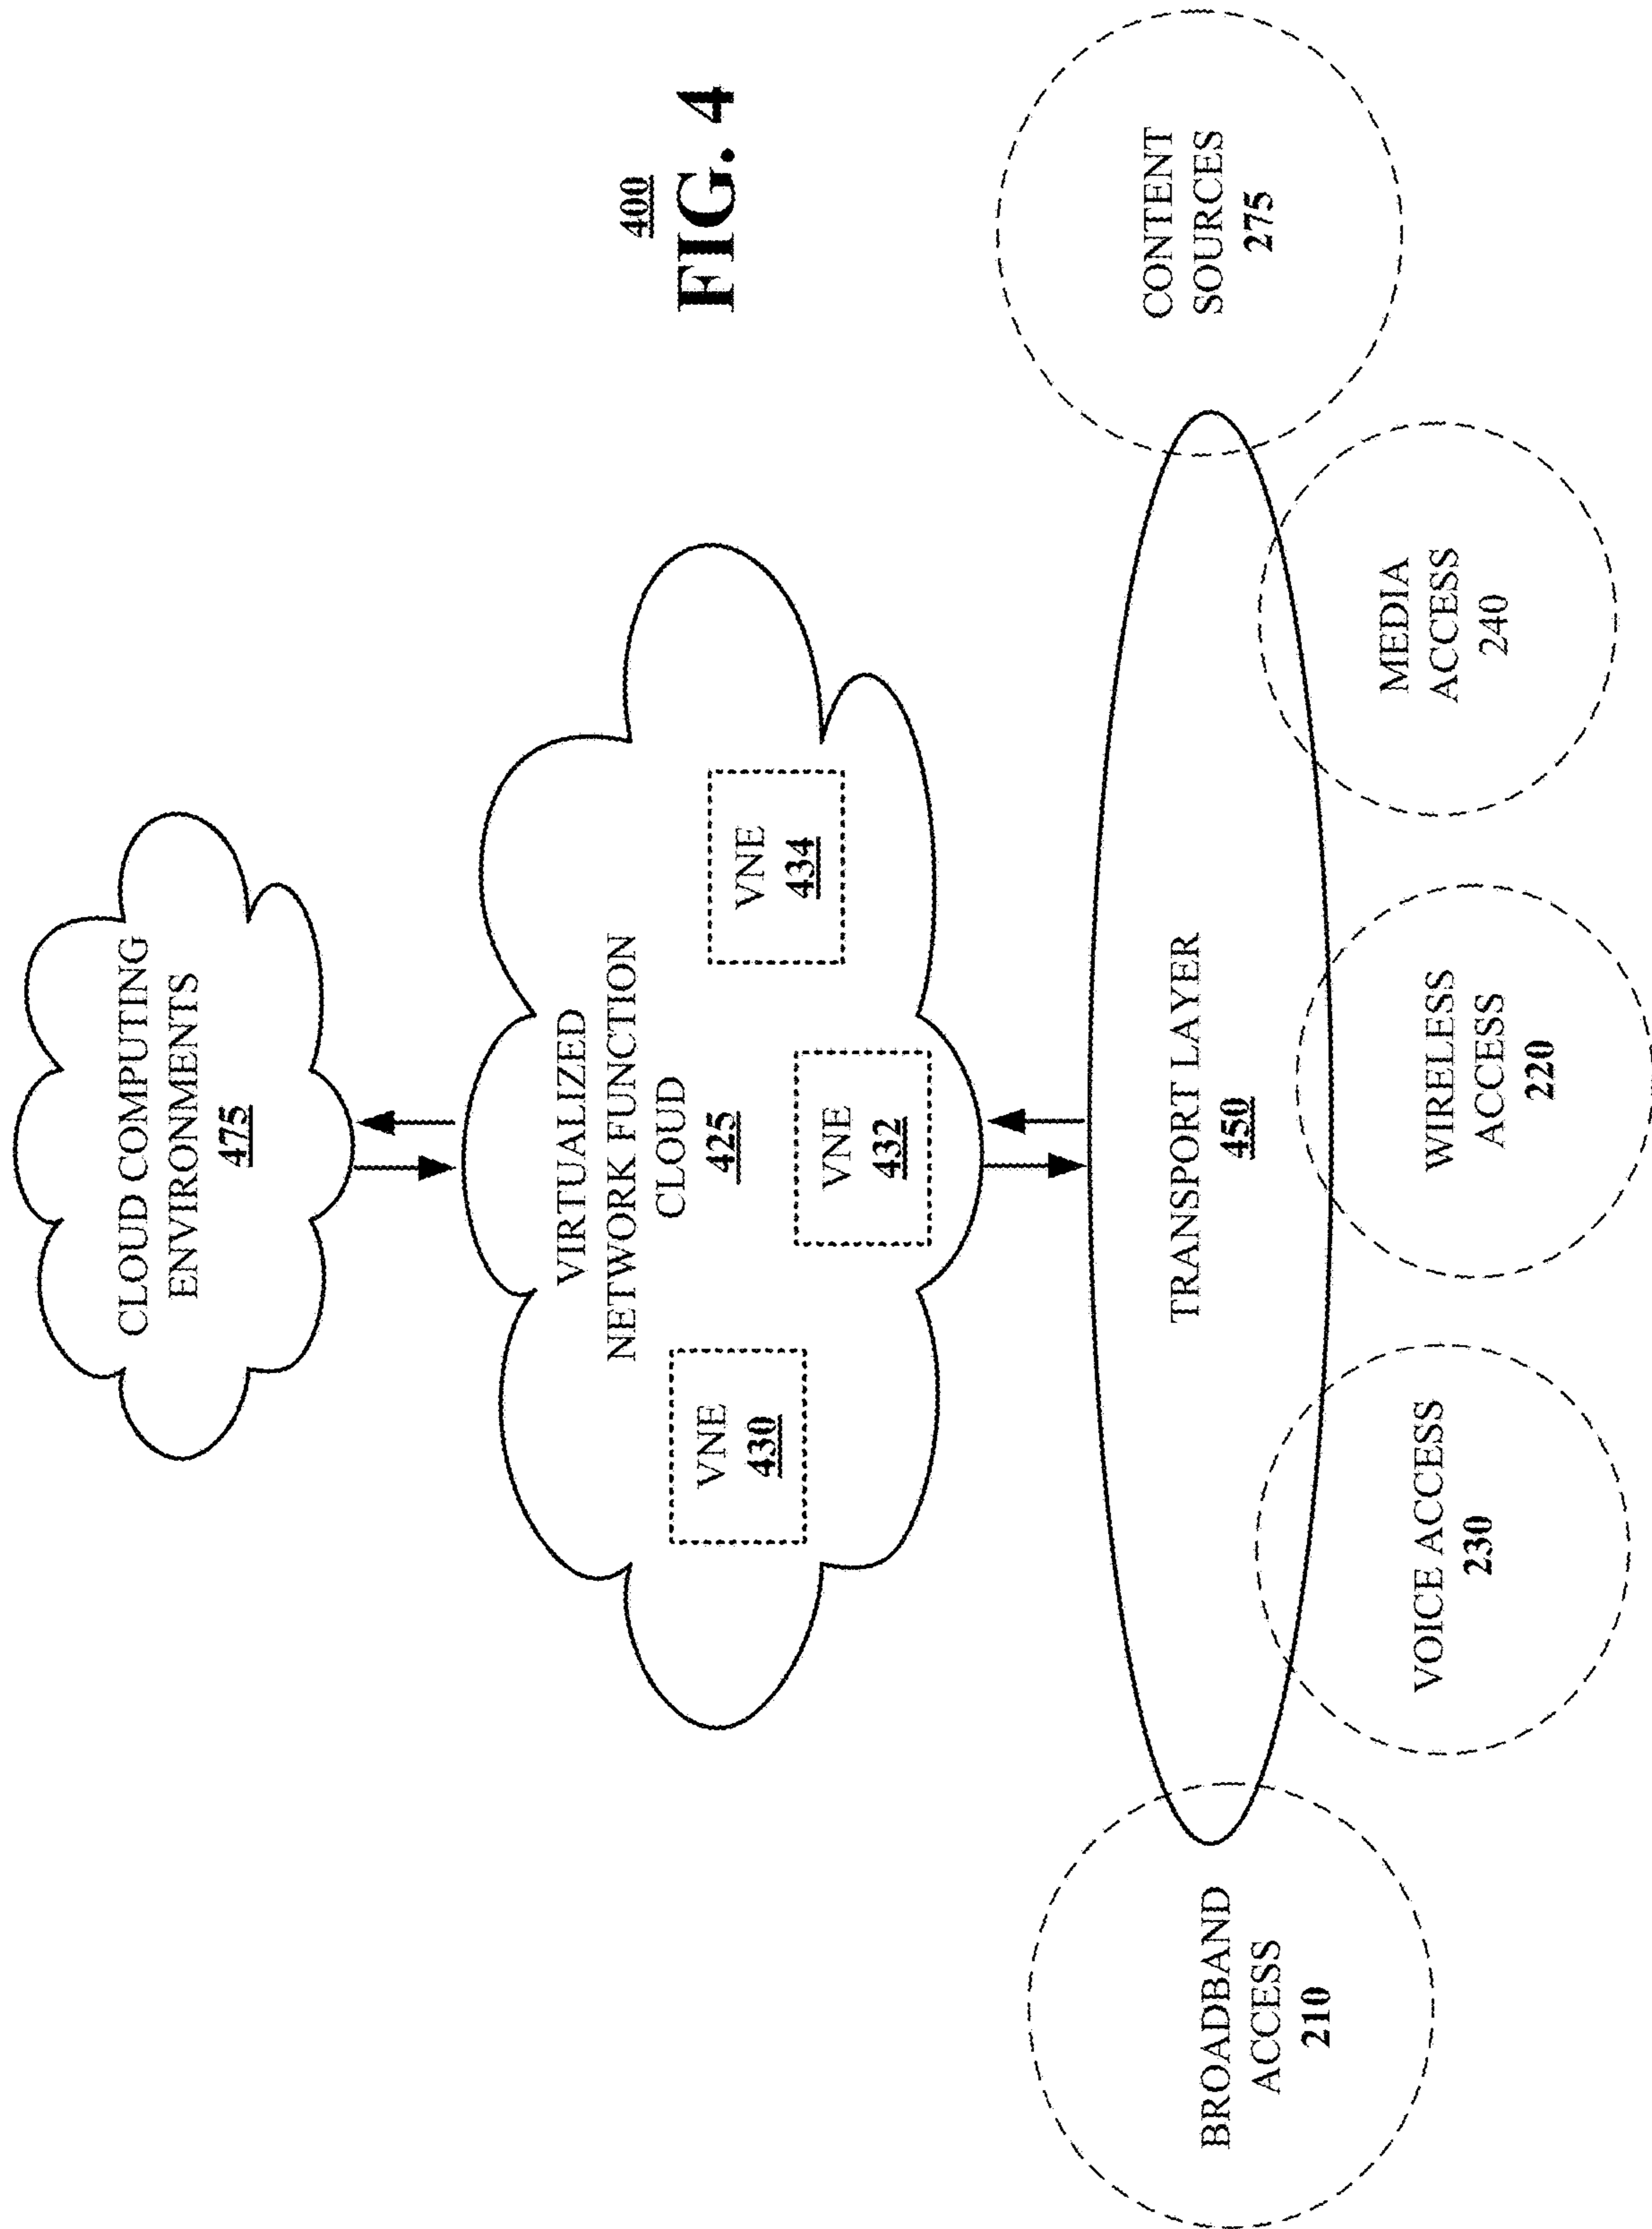 CLOUD COMPUTING
ENVIRONMENTS
475
VIRTUALIZED
NETWORK FUNCTION
CLOUD
425
VNE
430
VNE
432
VNE
434
400
FIG. 4
TRANSPORT LAYER
450
BROADBAND
ACCESS
210
VOICE ACCESS
230
WIRELESS
ACCESS
220
MEDIA
ACCESS
240
CONTENT
SOURCES
275